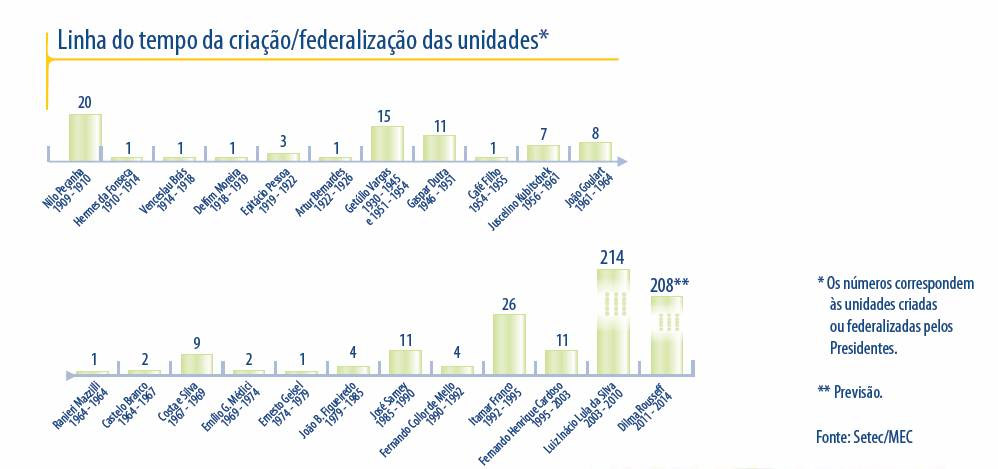 Linha do tempo da criação/federalização das unidades*
20
1
1
1
3
1
15
11
1
7
8
Nilo Peçanha
1909 - 1910
Hermes da Fonseca
1910 - 1914
Venceslau Brás
1914 - 1918
Delfim Moreira
1918 - 1919
Epitácio Pessoa
1919 - 1922
Artur Bernardes
1922 - 1926
Getúlio Vargas
1930 - 1945
e 1951 - 1954
Gaspar Dutra
1946 - 1951
Café Filho
1954 - 1955
Juscelino Kubitschek
1956 - 1961
João Goulart
1961 - 1964
1
2
9
2
1
4
11
4
26
11
214
208**
Ranieri Mazzilli
1964 - 1964
Castelo Branco
1964 - 1967
Costa e Silva
1967 - 1969
Emílio G. Médici
1969 - 1974
Ernesto Geisel
1974 - 1979
João B. Figueiredo
1979 - 1985
José Sarney
1985 - 1990
Fernando Collor de Mello
1990 - 1992
Itamar Franco
1992 - 1995
Fernando Henrique Cardoso
1995 - 2003
Luiz Inácio Lula da Silva
2003 - 2010
Dilma Rousseff
2011 - 2014
* Os números correspondem
às unidades criadas
ou federalizadas pelos
Presidentes.
** Previsão.
Fonte: Setec/MEC